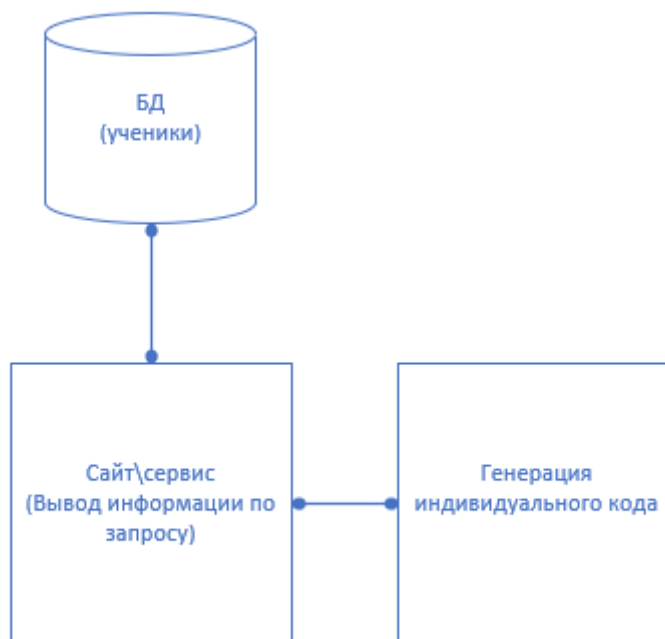 БД
(ученики)
Сайт\сервис
(Вывод информации по
запросу)
Генерация
индивидуального кода